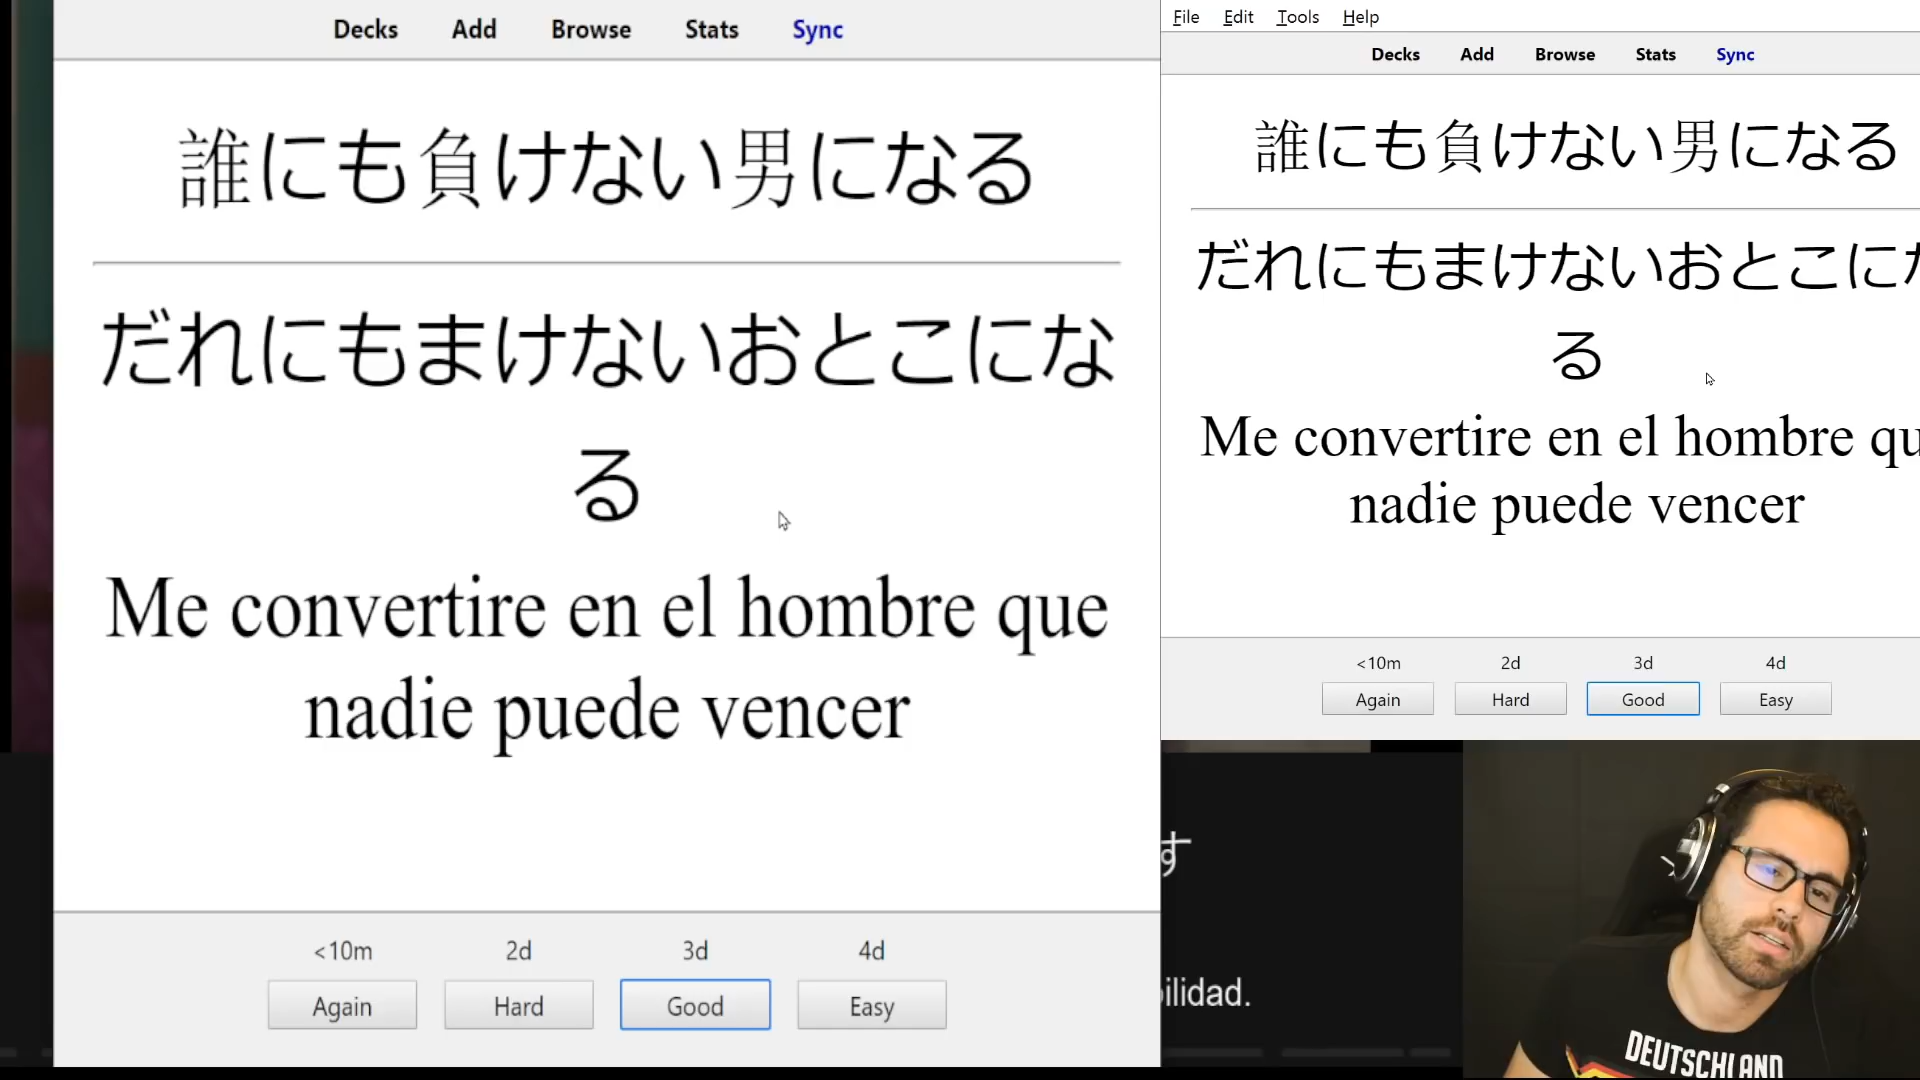 Decks Add Browse Stats Sync
誰にも負けない男になる
だれにもまけないおとこにな
る
Me convertire en el hombre que
nadie puede vencer
<10m 2d 3d 4d
Again Hard Good Easy
File Edit Tools Help
Decks Add Browse Stats Sync
誰にも負けない男になる
だれにもまけないおとこにな
る
Me convertire en el hombre qu
nadie puede vencer
<10m 2d 3d 4d
Again Hard Good Easy
す
bilidad.
DEUTSCHLAND